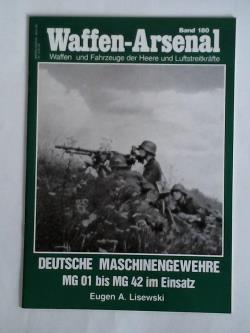 Band 180
Waffen-Arsenal
Waffen und Fahrzeuge der Heere und Luftstreitkräfte
DEUTSCHE MASCHINENGEWEHRE
MG 01 bis MG 42 im Einsatz
Eugen A. Lisewski